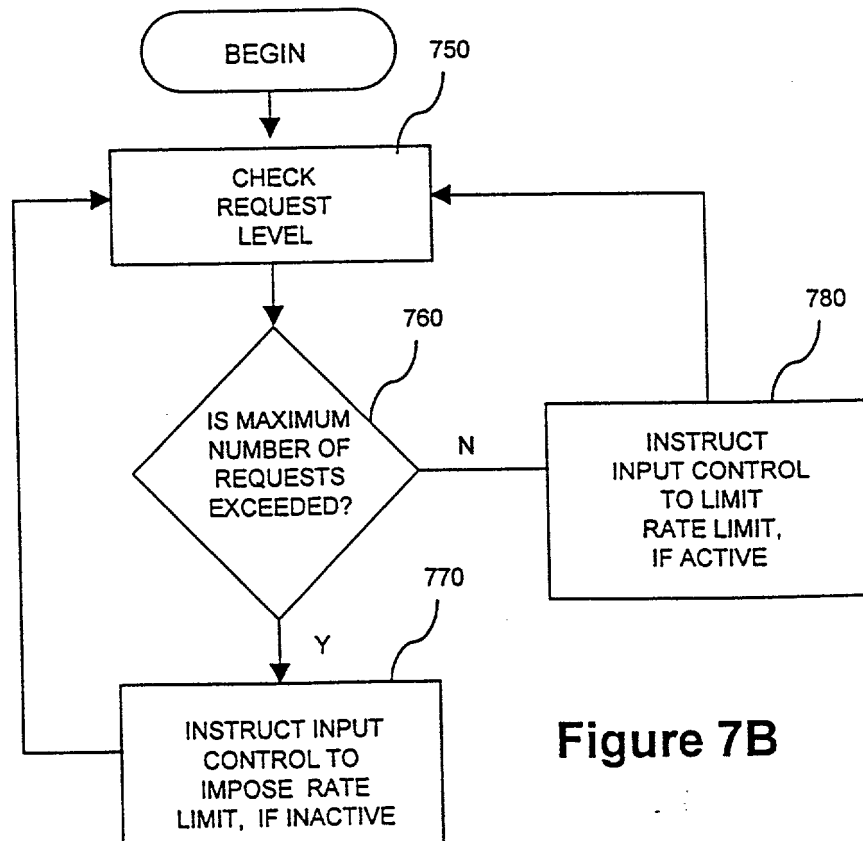 BEGIN
750
CHECK
REQUEST
LEVEL
760
IS MAXIMUM
NUMBER OF
REQUESTS
EXCEEDED?
N
780
INSTRUCT
INPUT CONTROL
TO LIMIT
RATE LIMIT,
IF ACTIVE
Y
770
INSTRUCT INPUT
CONTROL TO
IMPOSE RATE
LIMIT, IF INACTIVE
Figure 7B